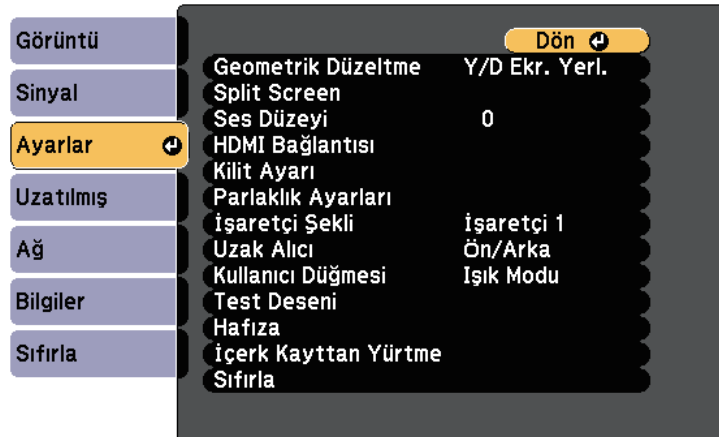 Görüntü
Sinyal
Ayarlar
Uzatılmış
Ağ
Bilgiler
Sıfırla
Dön
Geometrik Düzeltme Y/D Ekr. Yerl.
Split Screen
Ses Düzeyi 0
HDMI Bağlantısı
Kilit Ayarı
Parlaklık Ayarları
İşaretçi Şekli İşaretçi 1
Uzak Alıcı Ön/Arka
Kullanıcı Düğmesi Işık Modu
Test Deseni
Hafıza
İçerk Kayttan Yürtme
Sıfırla